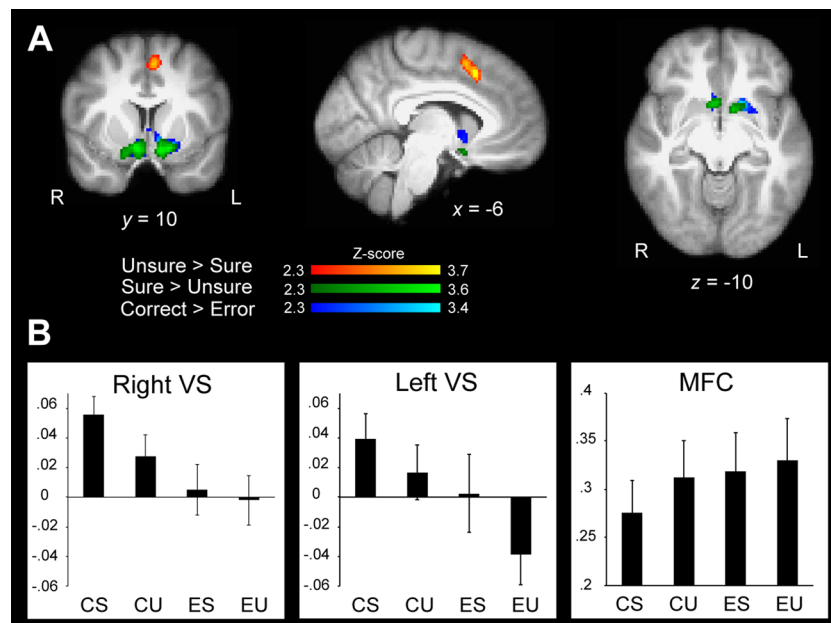 A
R L
y = 10
x = -6
R L
z = -10
Z-score
Unsure > Sure 2.3 3.7
Sure > Unsure 2.3 3.6
Correct > Error 2.3 3.4
B
Right VS
.06
.04
.02
0
-.02
-.04
-.06
CS CU ES EU
Left VS
.06
.04
.02
0
-.02
-.04
-.06
CS CU ES EU
MFC
.4
.35
.3
.25
.2
CS CU ES EU